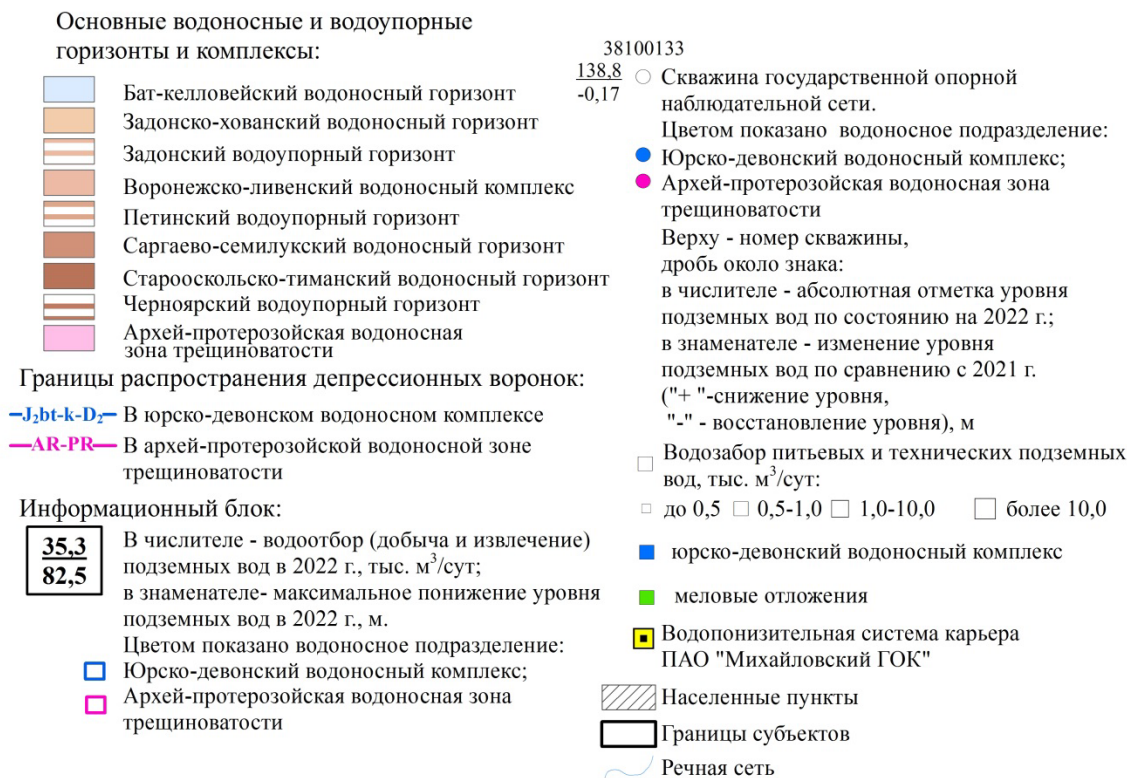 Основные водоносные и водоупорные
горизонты и комплексы:
Бат-келловейский водоносный горизонт
Задонско-хованский водоносный горизонт
Задонский водоупорный горизонт
Воронежско-ливенский водоносный комплекс
Петинский водоупорный горизонт
Саргаево-семилукский водоносный горизонт
Старооскольско-тиманский водоносный горизонт
Черноярский водоупорный горизонт
Архей-протерозойская водоносная
зона трещиноватости
Границы распространения депрессионных воронок:
J₂bt-k-D₂ В юрско-девонском водоносном комплексе
AR-PR В архей-протерозойской водоносной зоне
трещиноватости
Информационный блок:
35,3
82,5
В числителе - водоотбор (добыча и извлечение)
подземных вод в 2022 г., тыс. м³/сут;
в знаменателе- максимальное понижение уровня
подземных вод в 2022 г., м.
Цветом показано водоносное подразделение:
Юрско-девонский водоносный комплекс;
Архей-протерозойская водоносная зона
трещиноватости
38100133
138,8
-0,17
Скважина государственной опорной
наблюдательной сети.
Цветом показано водоносное подразделение:
Юрско-девонский водоносный комплекс;
Архей-протерозойская водоносная зона
трещиноватости
Верху - номер скважины,
дробь около знака:
в числителе - абсолютная отметка уровня
подземных вод по состоянию на 2022 г.;
в знаменателе - изменение уровня
подземных вод по сравнению с 2021 г.
("+ "-снижение уровня,
"-" - восстановление уровня), м
Водозабор питьевых и технических подземных
вод, тыс. м³/сут:
до 0,5 0,5-1,0 1,0-10,0 более 10,0
юрско-девонский водоносный комплекс
меловые отложения
Водопонизительная система карьера
ПАО "Михайловский ГОК"
Населенные пункты
Границы субъектов
Речная сеть